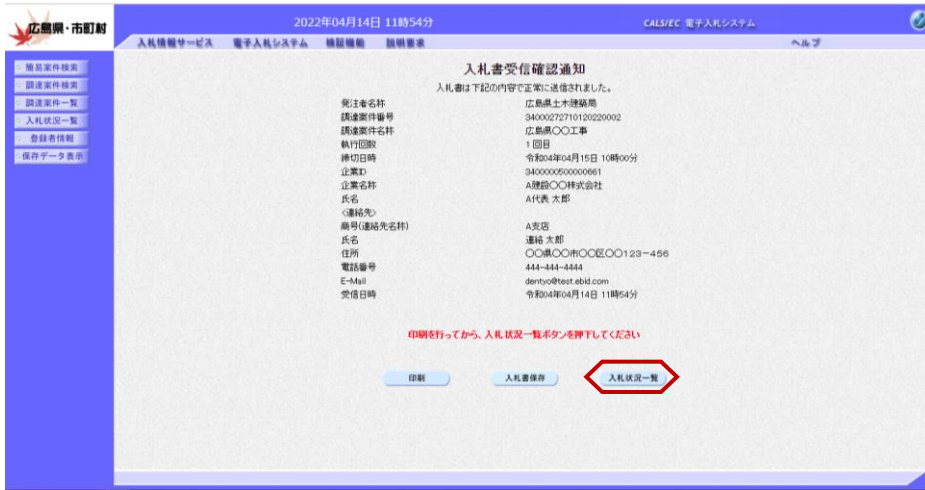 広島県・市町村
2022年04月14日 11時54分
CALS/EC 電子入札システム
入札情報サービス 電子入札システム 検証機能 説明要求 ヘルプ
簡易案件検索
調達案件検索
調達案件一覧
入札状況一覧
登録者情報
保存データ表示
入札書受信確認通知
入札書は下記の内容で正常に送信されました。
発注者名称 広島県土木建築局
調達案件番号 34000272710120220002
調達案件名称 広島県〇〇工事
執行回数 1回目
締切日時 令和04年04月15日 10時00分
企業ID 3400000500000661
企業名称 A建設〇〇株式会社
氏名 A代表 太郎
<連絡先>
商号(連絡先名称) A支店
氏名 連絡 太郎
住所 〇〇県〇〇市〇〇区〇〇123-456
電話番号 444-444-4444
E-Mail dentyo@test.ebid.com
受信日時 令和04年04月14日 11時54分
印刷を行ってから、入札状況一覧ボタンを押下してください
印刷 入札書保存 入札状況一覧